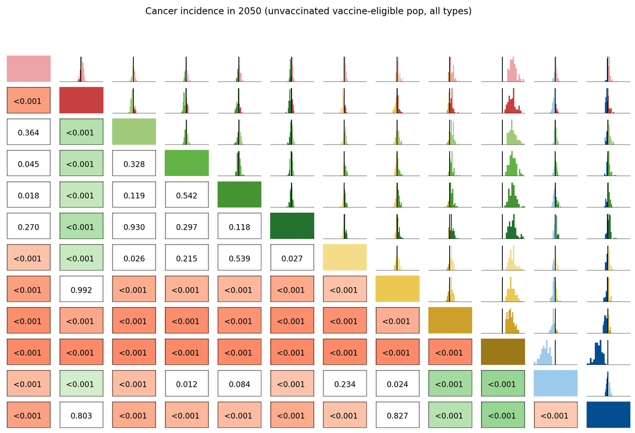 Cancer incidence in 2050 (unvaccinated vaccine-eligible pop, all types)
<0.001
0.364 <0.001
0.045 <0.001 0.328
0.018 <0.001 0.119 0.542
0.270 <0.001 0.930 0.297 0.118
<0.001 <0.001 0.026 0.215 0.539 0.027
<0.001 0.992 <0.001 <0.001 <0.001 <0.001 <0.001
<0.001 <0.001 <0.001 <0.001 <0.001 <0.001 <0.001 <0.001
<0.001 <0.001 <0.001 <0.001 <0.001 <0.001 <0.001 <0.001 <0.001
<0.001 <0.001 <0.001 0.012 0.084 <0.001 0.234 0.024 <0.001 <0.001
<0.001 0.803 <0.001 <0.001 <0.001 <0.001 <0.001 0.827 <0.001 <0.001 <0.001